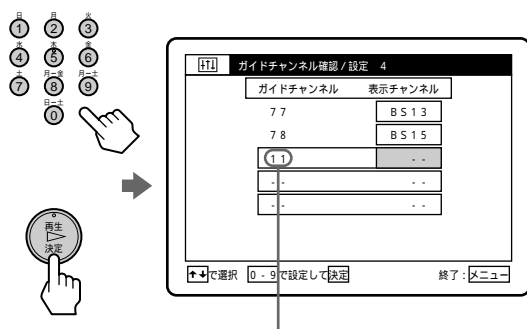 日 月 火
1 2 3
水 木 金
4 5 6
土 月−金 月−土
7 8 9
日−土
0
再生
決定
ガイドチャンネル確認/設定 4
ガイドチャンネル 表示チャンネル
77 BS13
78 BS15
11 - -
- - - -
- - - -
↑↓で選択 0-9で設定して決定 終了:メニュー